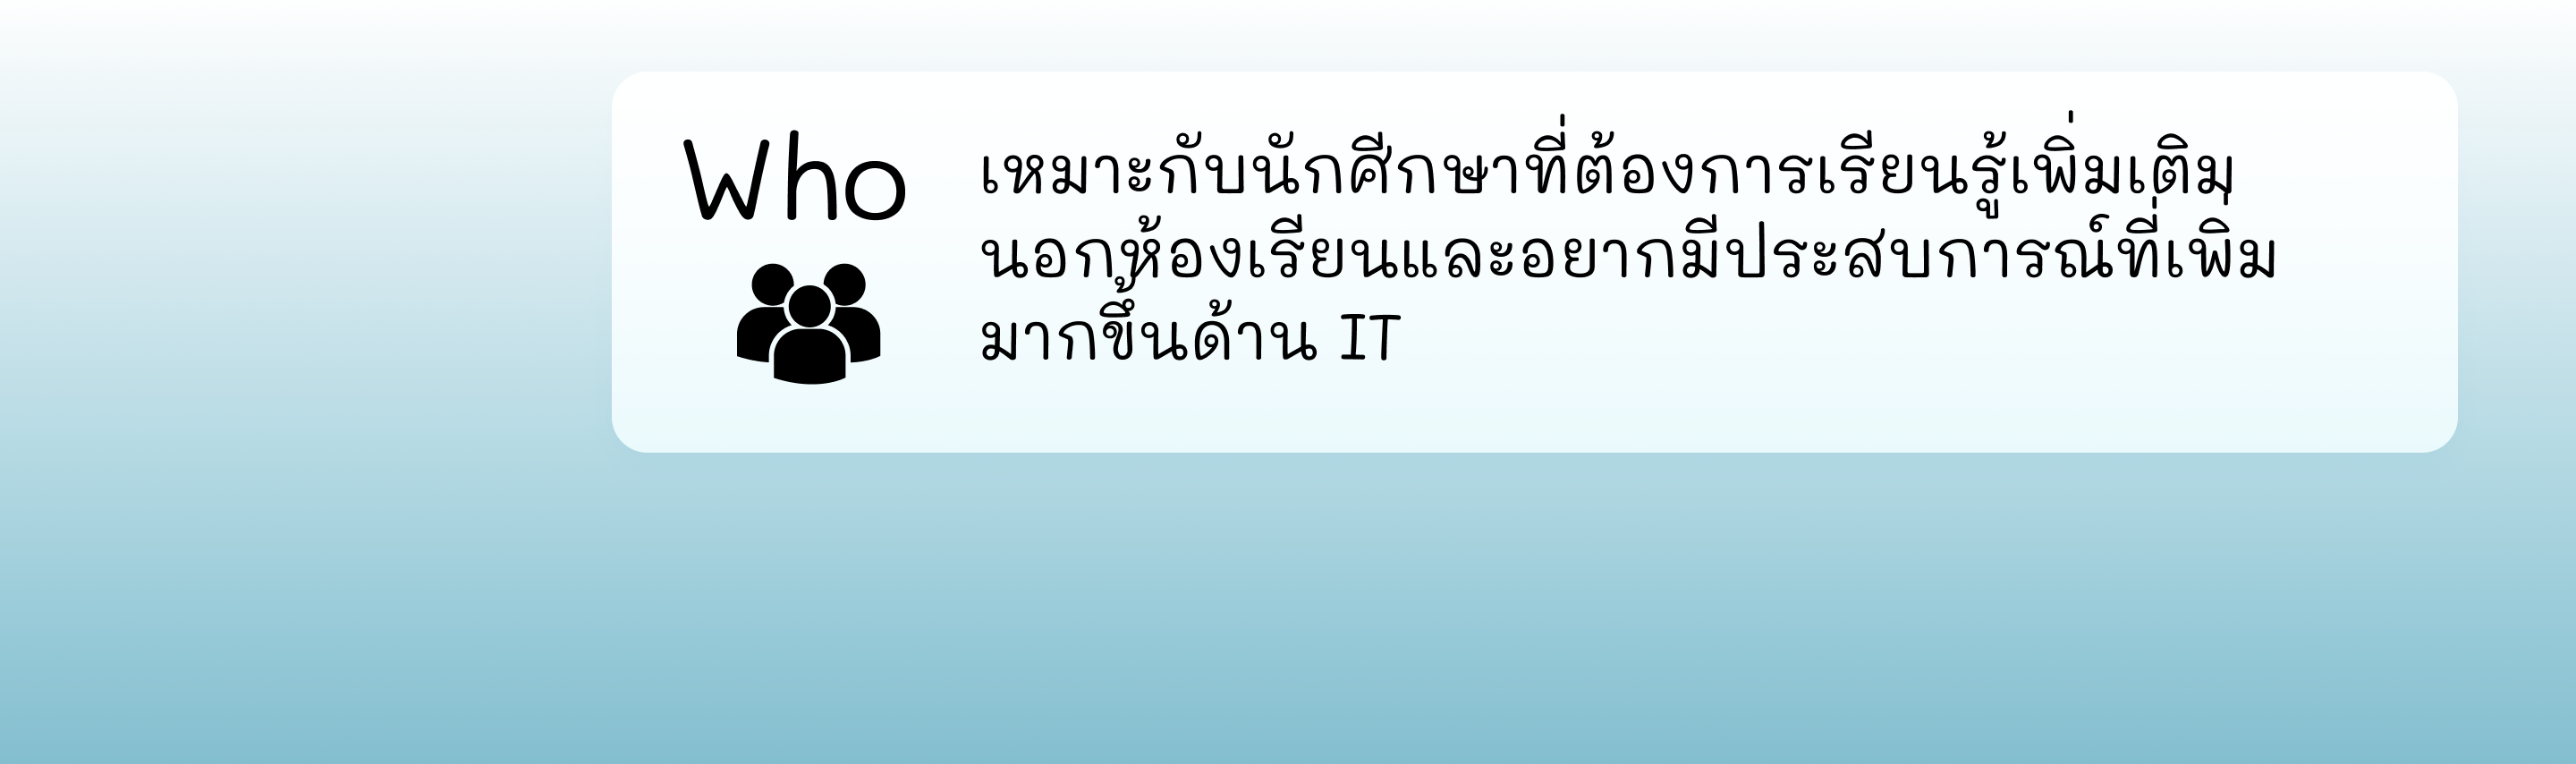 Who
เหมาะกับนักศึกษาที่ต้องการเรียนรู้เพิ่มเติม
นอกห้องเรียนและอยากมีประสบการณ์ที่เพิ่ม
มากขึ้นด้าน IT